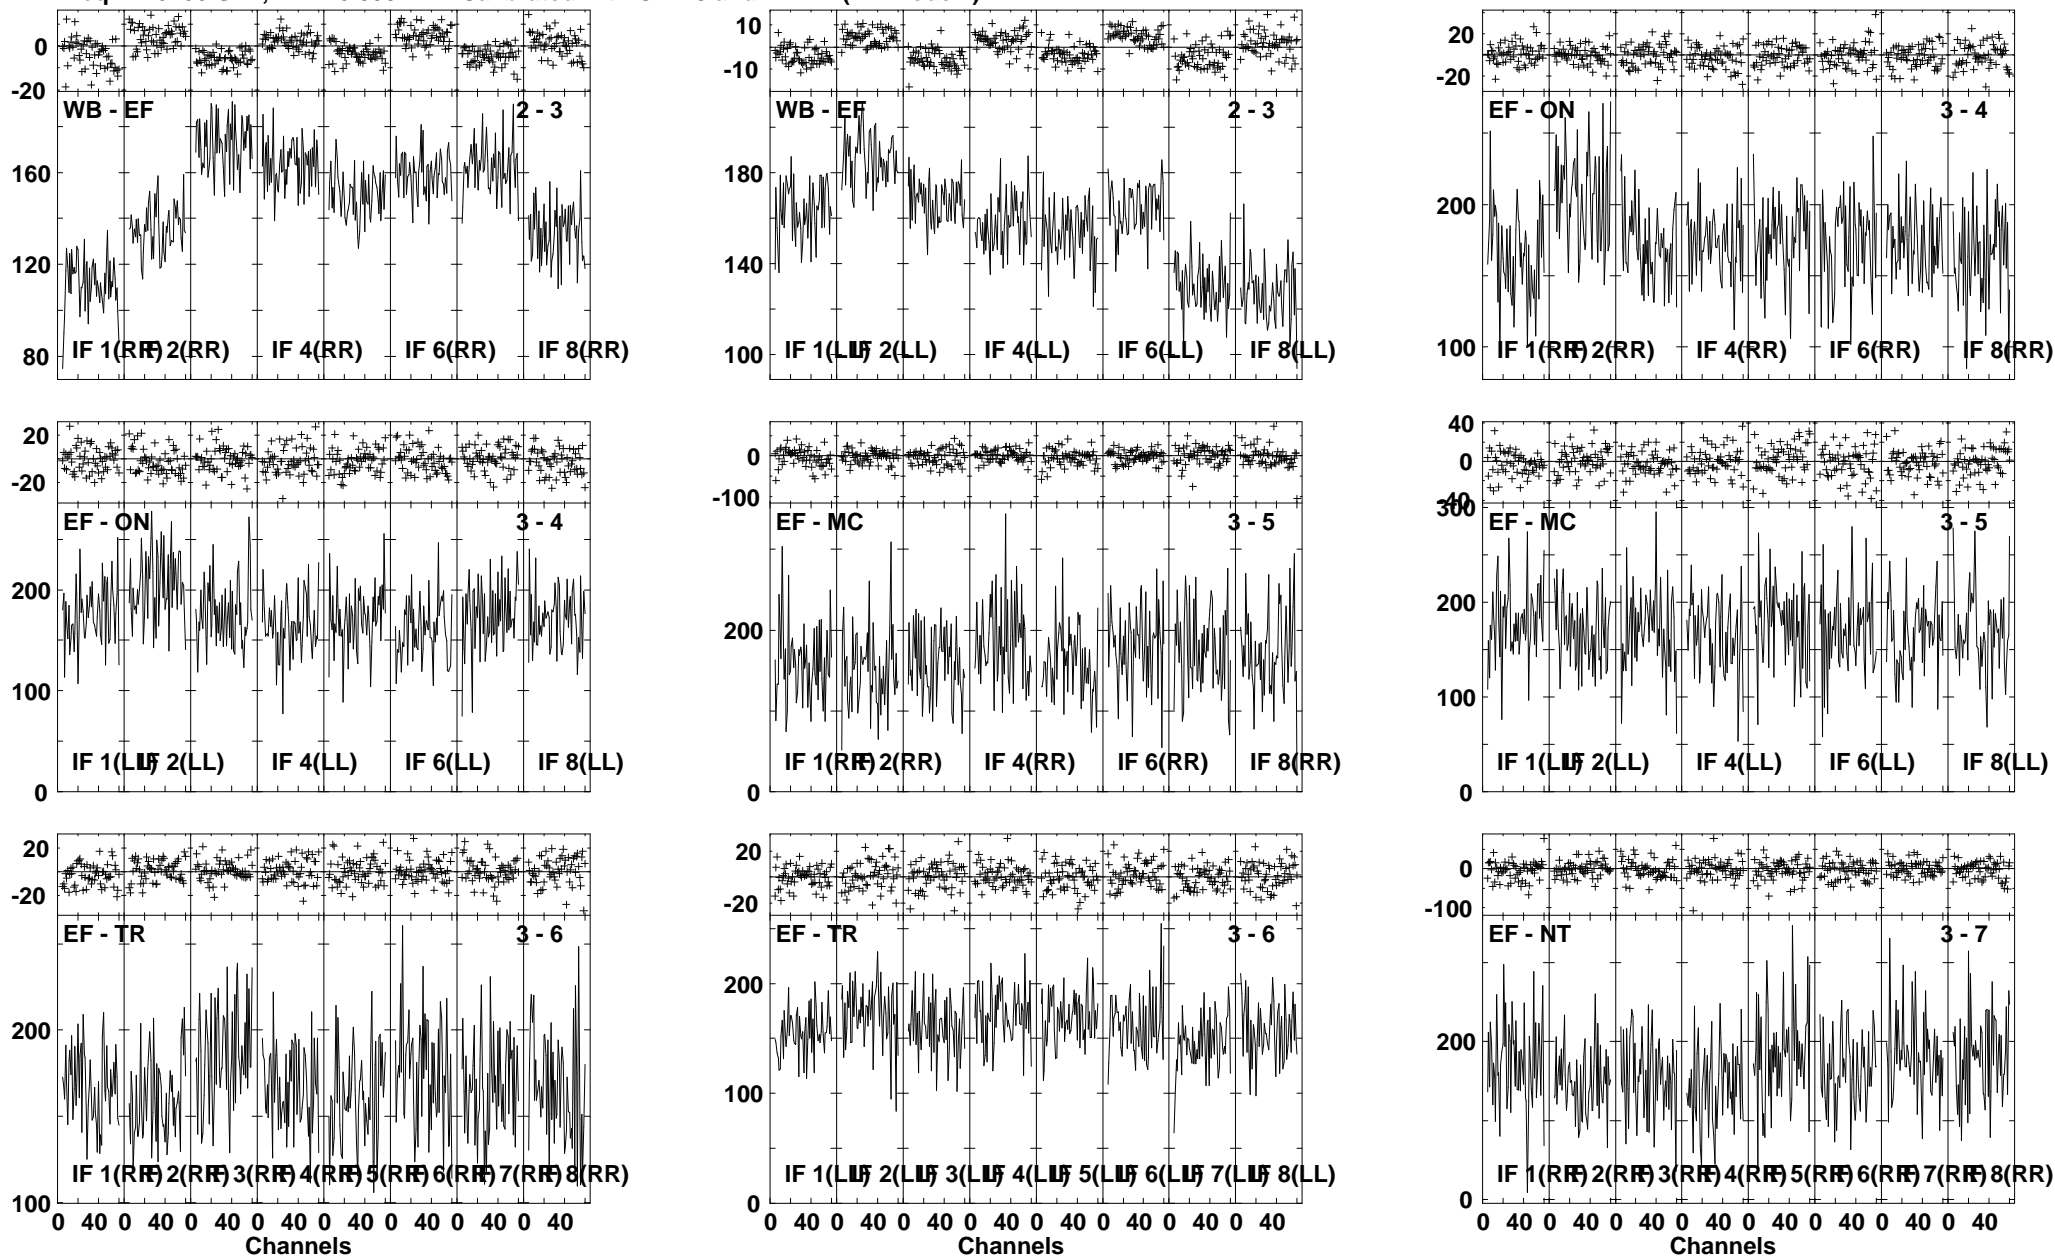 0
-20
WB - EF 2 - 3
160
120
80
IF 1(RR) IF 2(RR) IF 4(RR) IF 6(RR) IF 8(RR)
10
-10
WB - EF 2 - 3
180
140
100
IF 1(LL) IF 2(LL) IF 4(LL) IF 6(LL) IF 8(LL)
20
-20
EF - ON 3 - 4
200
100
IF 1(RR) IF 2(RR) IF 4(RR) IF 6(RR) IF 8(RR)
20
-20
EF - ON 3 - 4
200
100
0
IF 1(LL) IF 2(LL) IF 4(LL) IF 6(LL) IF 8(LL)
0
-100
EF - MC 3 - 5
200
0
IF 1(RR) IF 2(RR) IF 4(RR) IF 6(RR) IF 8(RR)
40
0
-40
300
EF - MC 3 - 5
200
100
0
IF 1(LL) IF 2(LL) IF 4(LL) IF 6(LL) IF 8(LL)
20
-20
EF - TR 3 - 6
200
100
IF 1(RR) IF 2(RR) IF 3(RR) IF 4(RR) IF 5(RR) IF 6(RR) IF 7(RR) IF 8(RR)
0 40 0 40 0 40 0 40 0 40 0 40 0 40 0 40
Channels
20
-20
EF - TR 3 - 6
200
100
0
IF 1(LL) IF 2(LL) IF 3(LL) IF 4(LL) IF 5(LL) IF 6(LL) IF 7(LL) IF 8(LL)
0 40 0 40 0 40 0 40 0 40 0 40 0 40 0 40
Channels
0
-100
EF - NT 3 - 7
200
0
IF 1(RR) IF 2(RR) IF 3(RR) IF 4(RR) IF 5(RR) IF 6(RR) IF 7(RR) IF 8(RR)
0 40 0 40 0 40 0 40 0 40 0 40 0 40 0 40
Channels